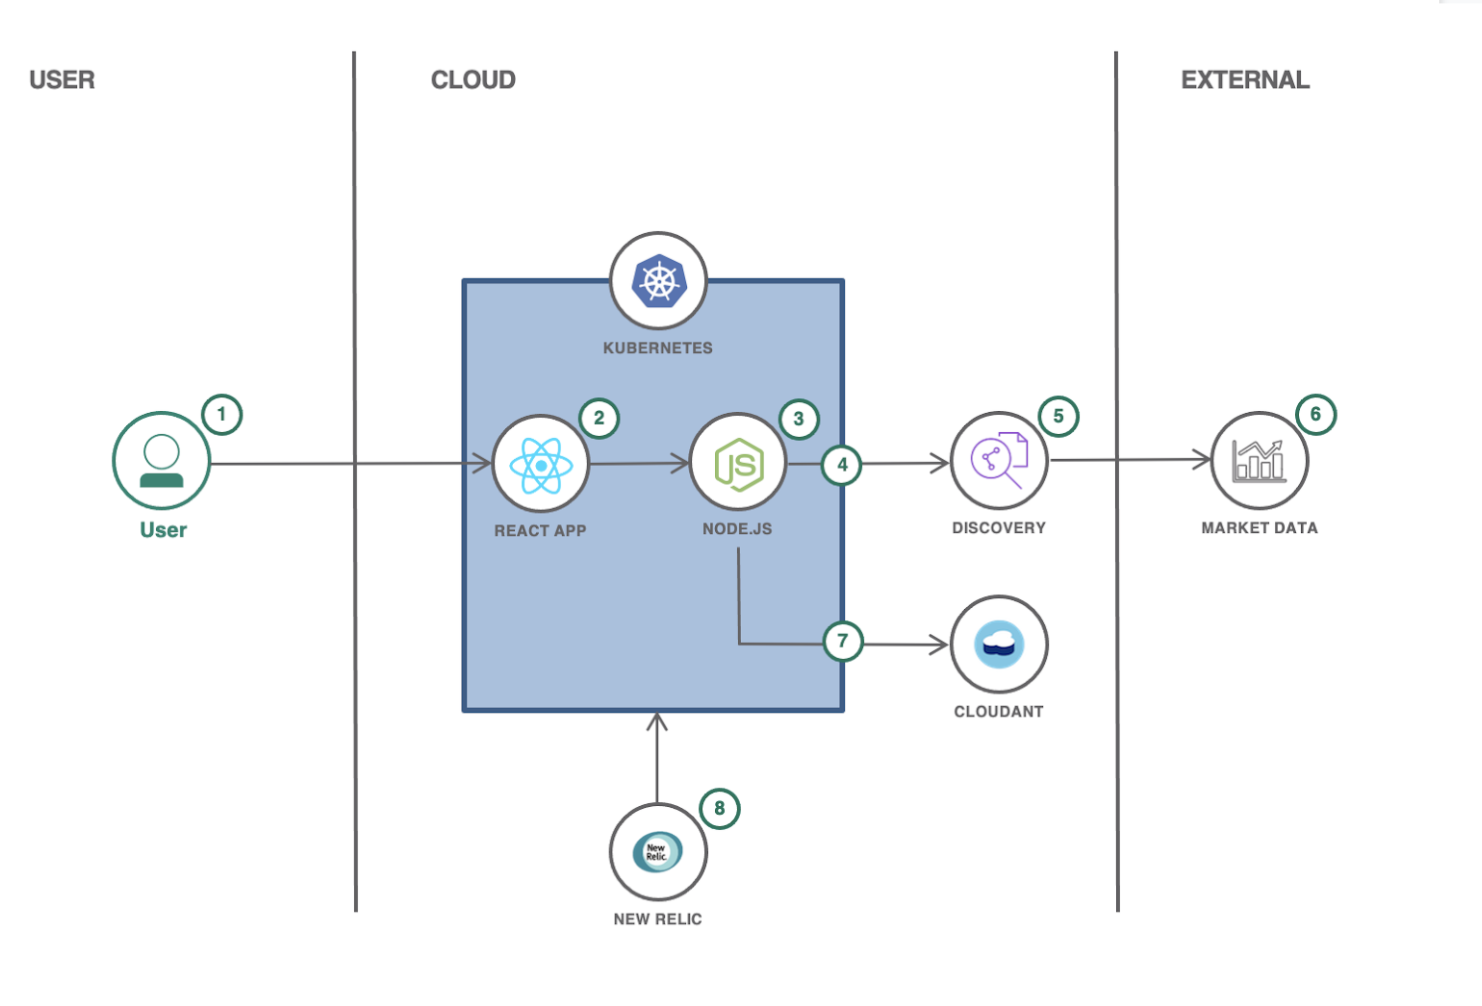 USER
CLOUD
EXTERNAL
KUBERNETES
1
2
3
4
5
6
JS
User
REACT APP
NODE.JS
DISCOVERY
MARKET DATA
7
CLOUDANT
8
New
Relic.
NEW RELIC